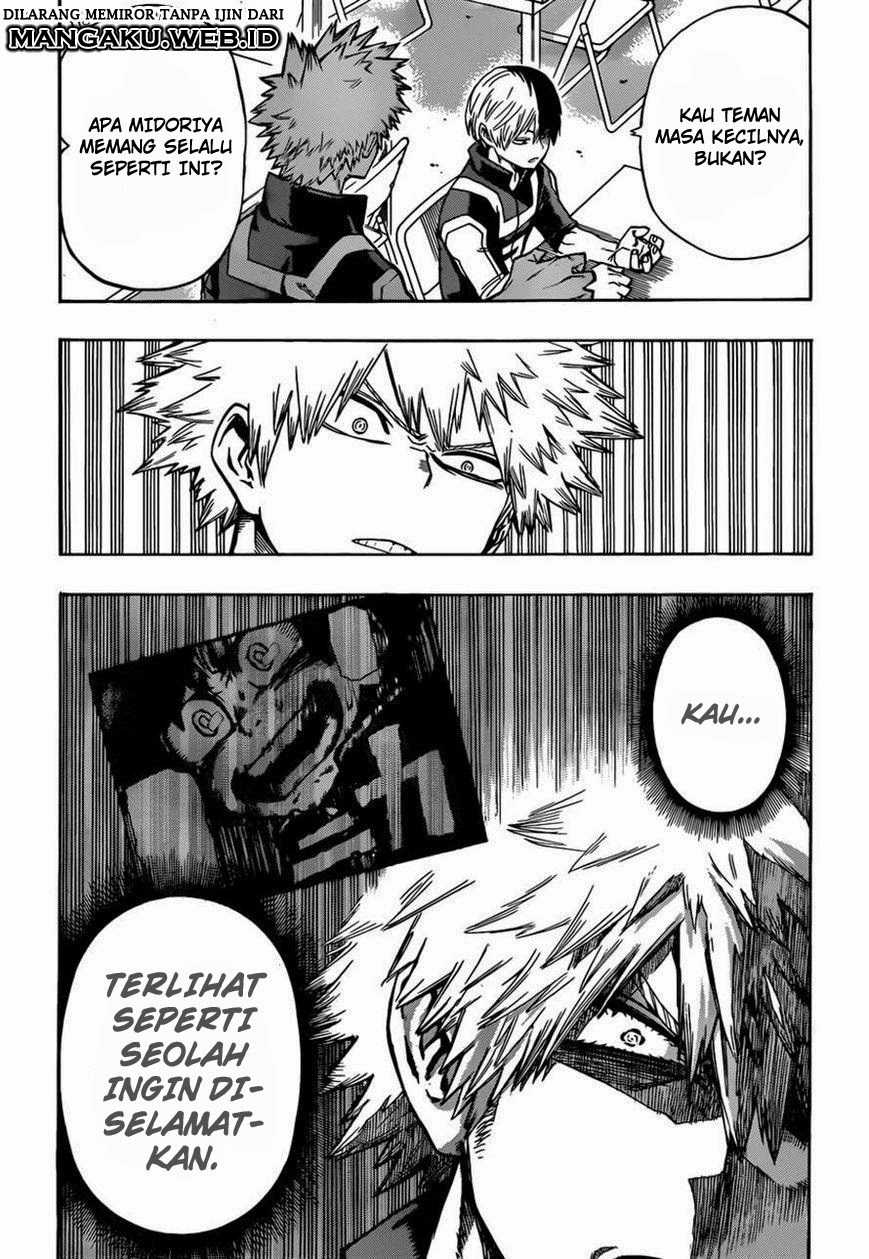 DILARANG MEMIROR TANPA IJIN DARI
MANGAKU.WEB.ID
KAU TEMAN
MASA KECILNYA,
BUKAN?
APA MIDORIYA
MEMANG SELALU
SEPERTI INI?
KAU...
TERLIHAT
SEPERTI
SEOLAH
INGIN DI-
SELAMAT-
KAN.